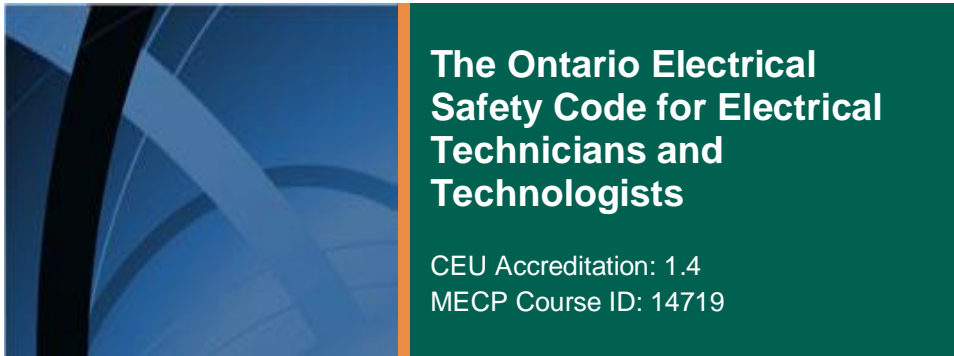 The Ontario Electrical
Safety Code for Electrical
Technicians and
Technologists
CEU Accreditation: 1.4
MECP Course ID: 14719